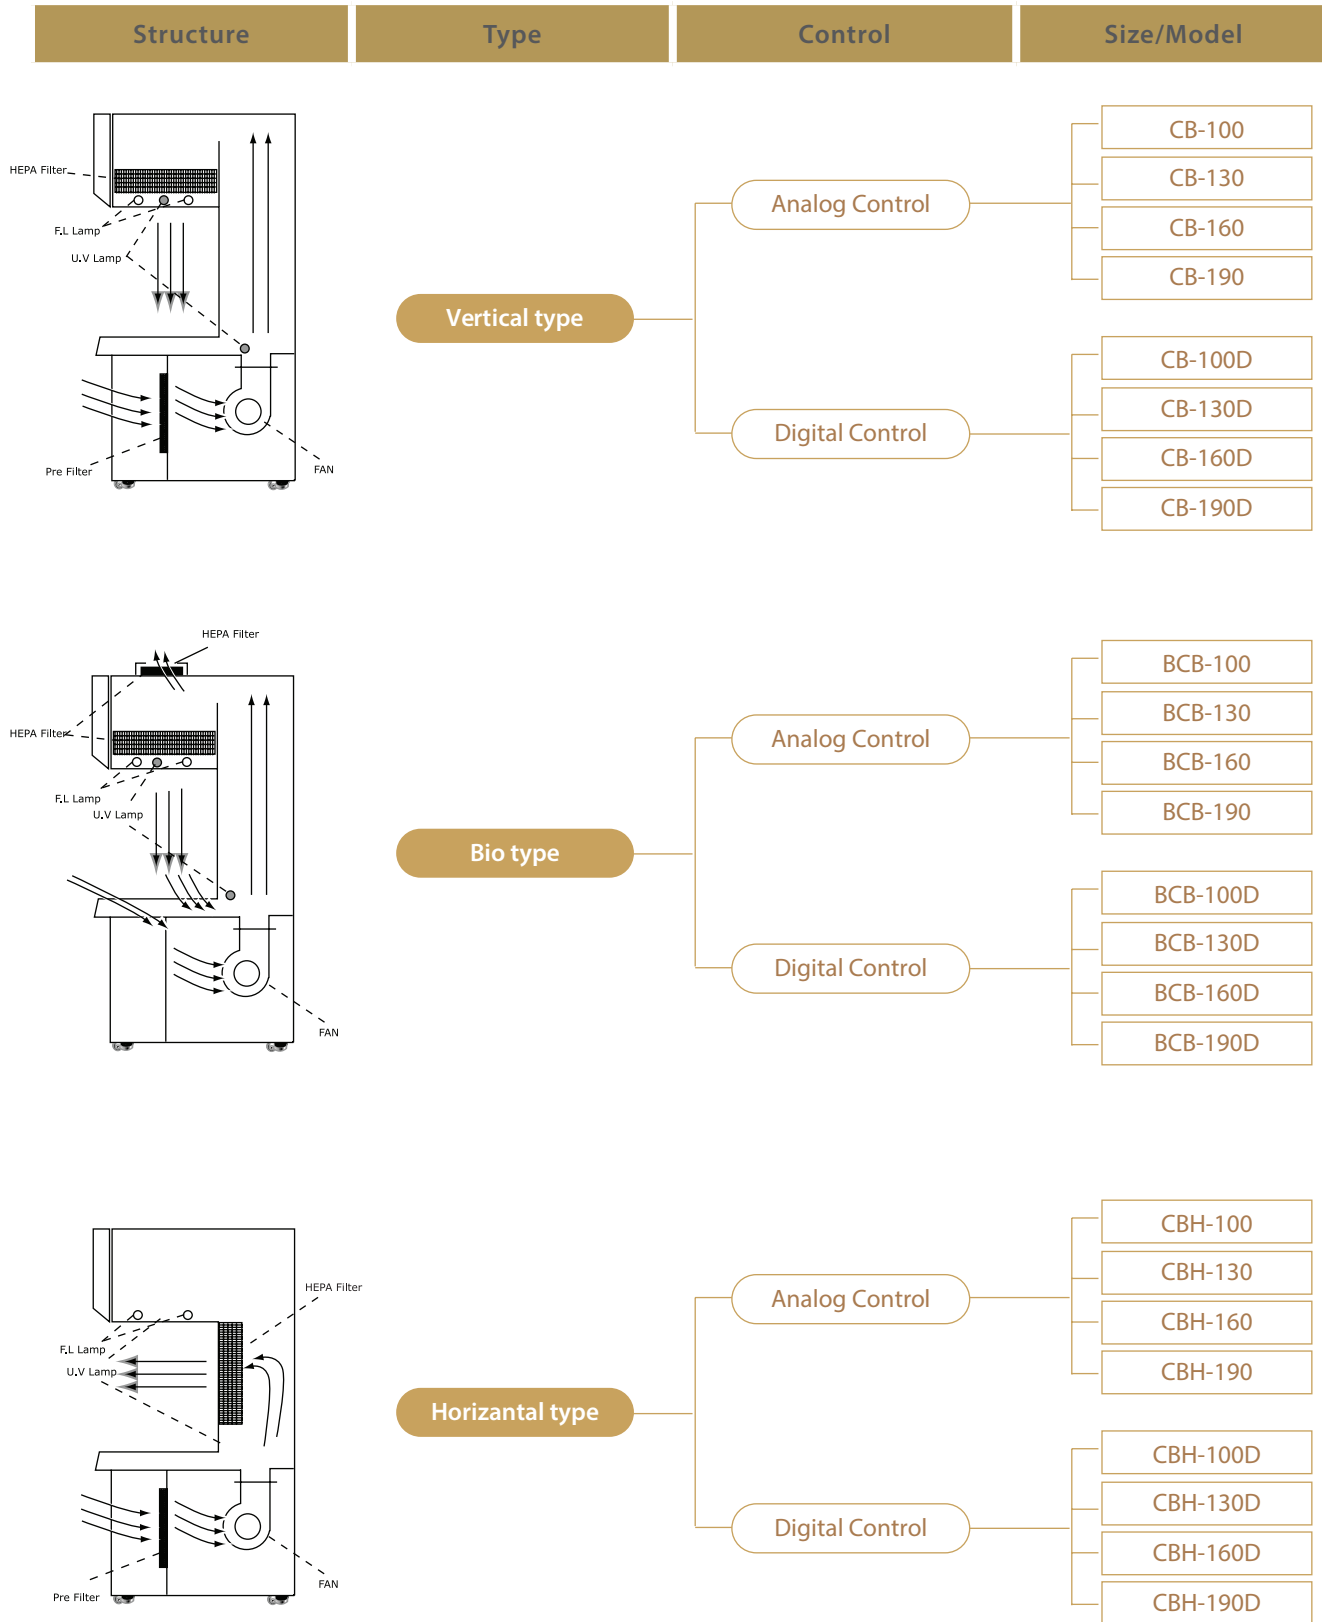 Structure
Type
Control
Size/Model
HEPA Filter
F.L Lamp
U.V Lamp
Pre Filter
FAN
Vertical type
Analog Control
Digital Control
CB-100
CB-130
CB-160
CB-190
CB-100D
CB-130D
CB-160D
CB-190D
HEPA Filter
HEPA Filter
F.L Lamp
U.V Lamp
FAN
Bio type
Analog Control
Digital Control
BCB-100
BCB-130
BCB-160
BCB-190
BCB-100D
BCB-130D
BCB-160D
BCB-190D
HEPA Filter
F.L Lamp
U.V Lamp
FAN
Pre Filter
Horizantal type
Analog Control
Digital Control
CBH-100
CBH-130
CBH-160
CBH-190
CBH-100D
CBH-130D
CBH-160D
CBH-190D